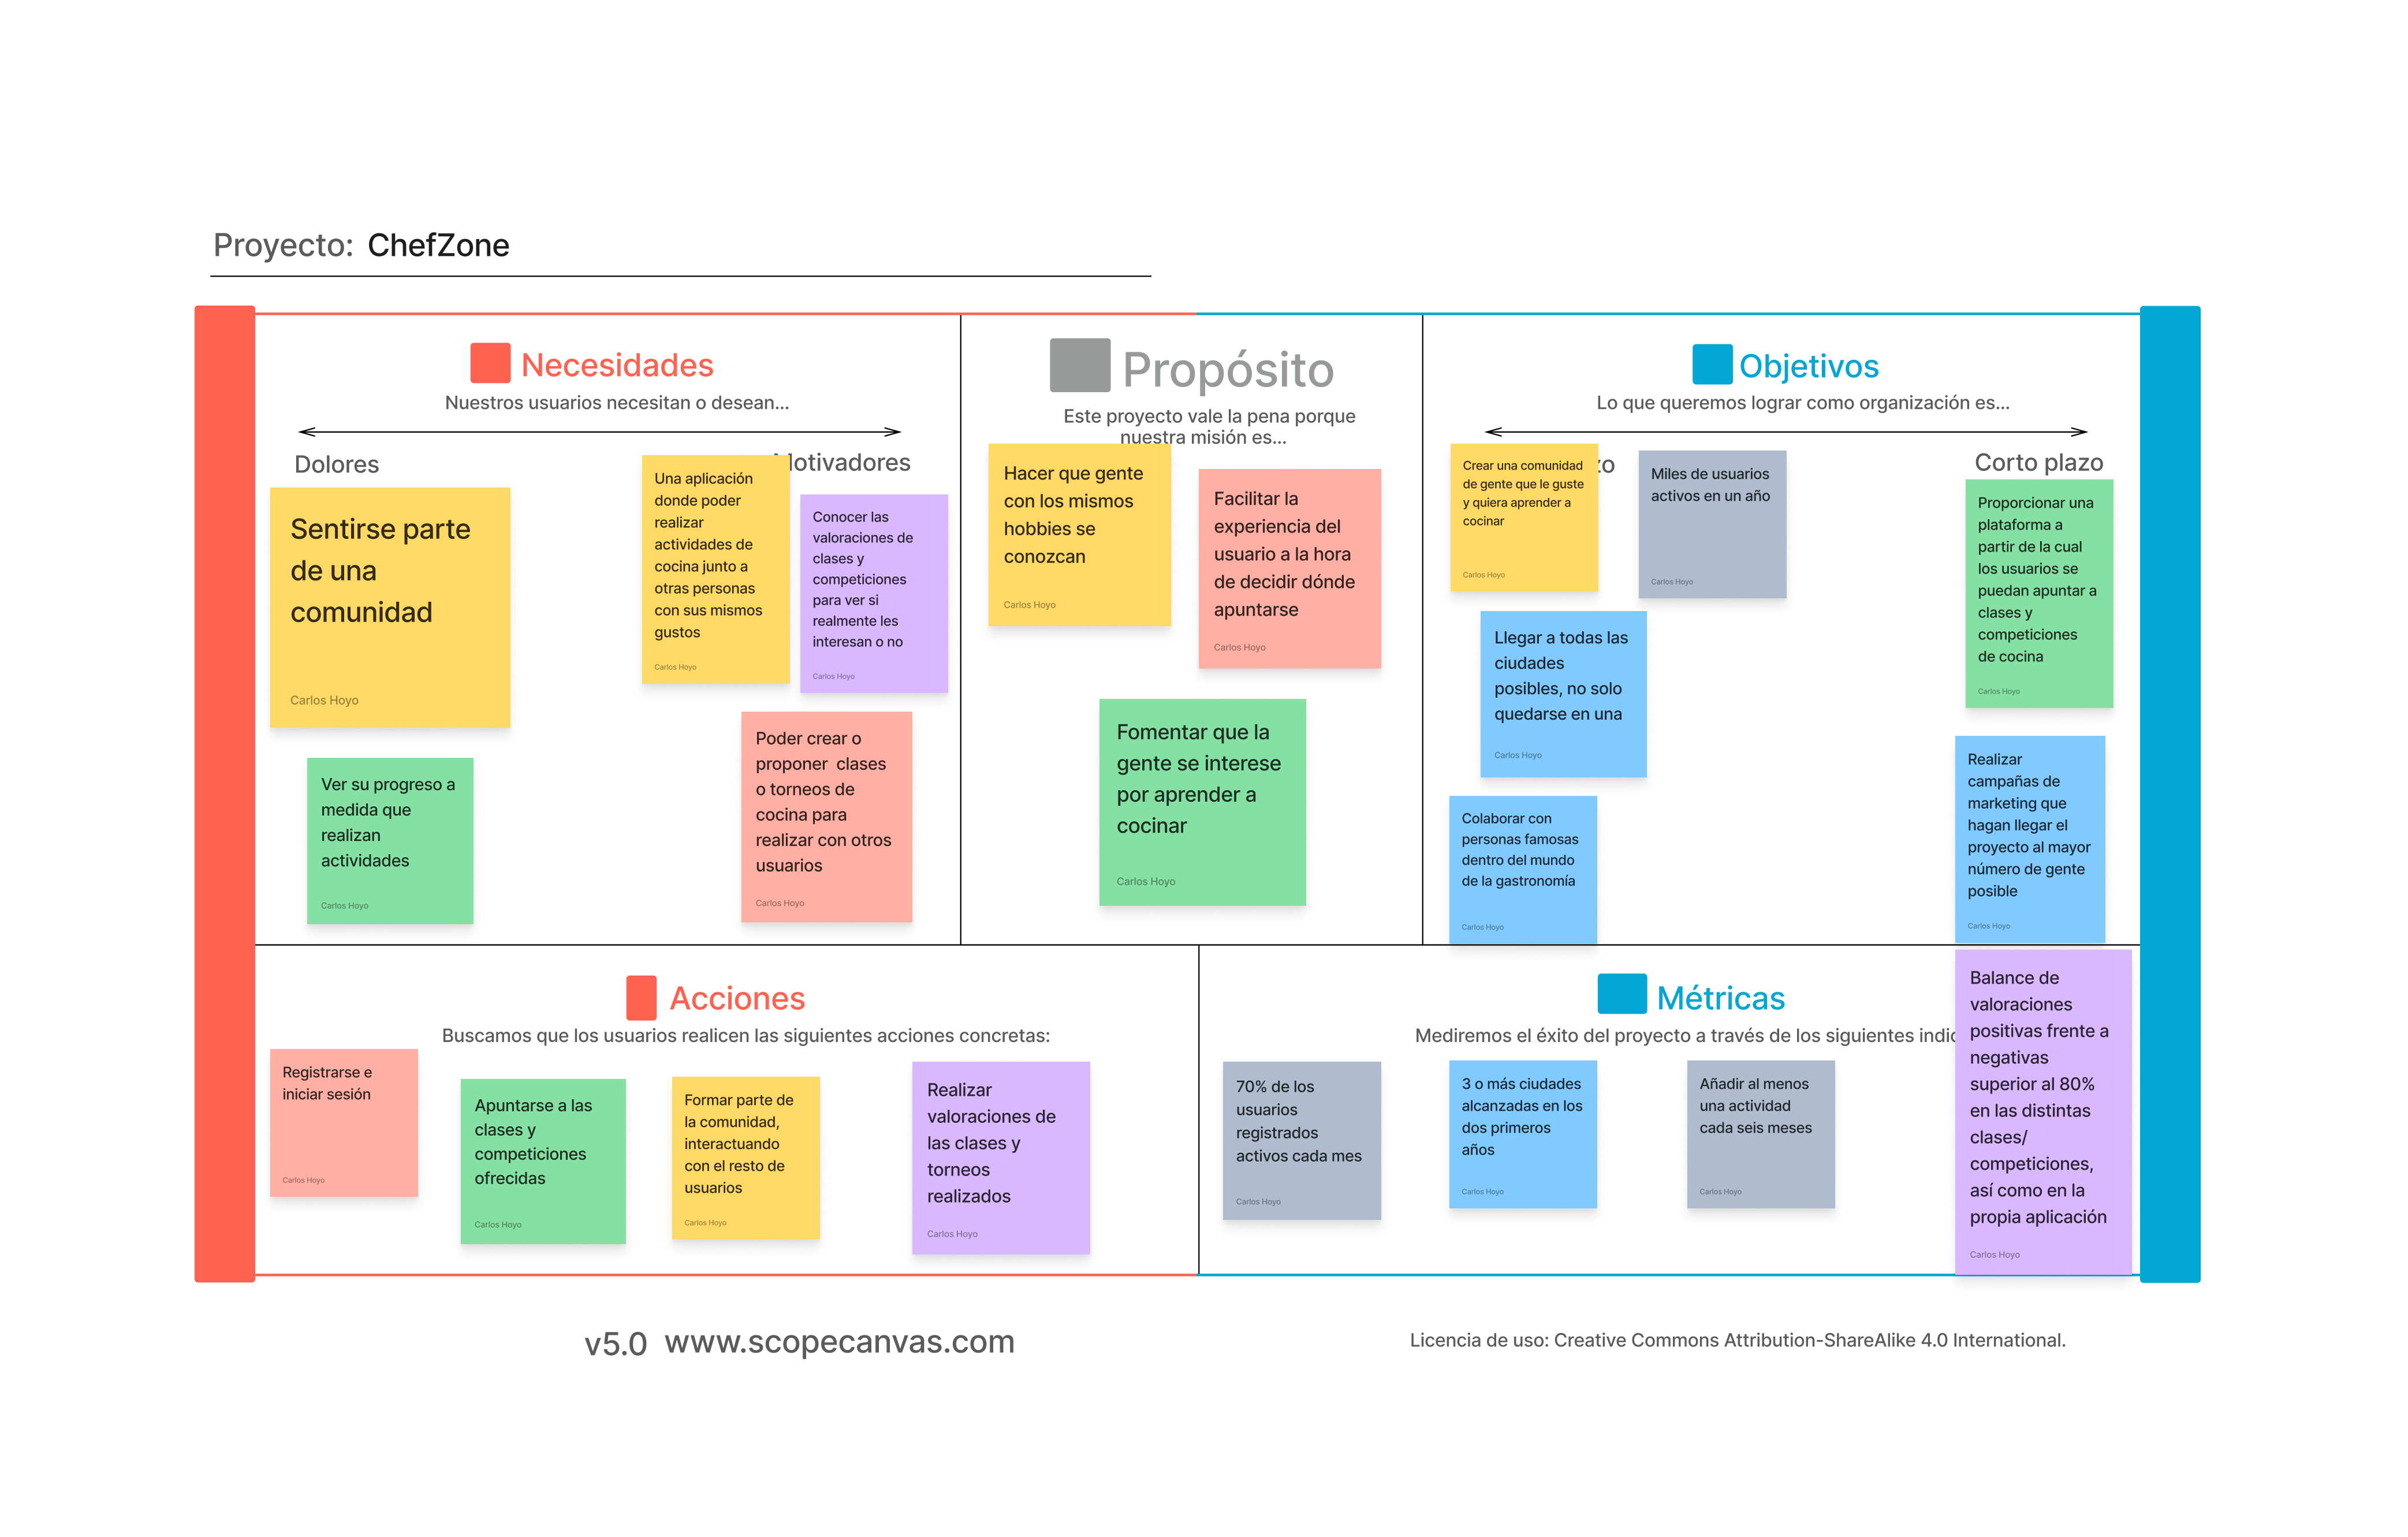 Proyecto: ChefZone
Necesidades
Nuestros usuarios necesitan o desean...
Dolores
Motivadores
Sentirse parte
de una
comunidad
Carlos Hoyo
Ver su progreso a
medida que
realizan
actividades
Carlos Hoyo
Una aplicación
donde poder
realizar
actividades de
cocina junto a
otras personas
con sus mismos
gustos
Carlos Hoyo
Conocer las
valoraciones de
clases y
competiciones
para ver si
realmente les
interesan o no
Carlos Hoyo
Poder crear o
proponer  clases
o torneos de
cocina para
realizar con otros
usuarios
Carlos Hoyo
Propósito
Este proyecto vale la pena porque
nuestra misión es...
Hacer que gente
con los mismos
hobbies se
conozcan
Carlos Hoyo
Facilitar la
experiencia del
usuario a la hora
de decidir dónde
apuntarse
Carlos Hoyo
Fomentar que la
gente se interese
por aprender a
cocinar
Carlos Hoyo
Objetivos
Lo que queremos lograr como organización es...
Corto plazo
Crear una comunidad
de gente que le guste
y quiera aprender a
cocinar
Carlos Hoyo
Miles de usuarios
activos en un año
Carlos Hoyo
Llegar a todas las
ciudades
posibles, no solo
quedarse en una
Carlos Hoyo
Colaborar con
personas famosas
dentro del mundo
de la gastronomía
Carlos Hoyo
Proporcionar una
plataforma a
partir de la cual
los usuarios se
puedan apuntar a
clases y
competiciones
de cocina
Carlos Hoyo
Realizar
campañas de
marketing que
hagan llegar el
proyecto al mayor
número de gente
posible
Carlos Hoyo
Acciones
Buscamos que los usuarios realicen las siguientes acciones concretas:
Registrarse e
iniciar sesión
Carlos Hoyo
Apuntarse a las
clases y
competiciones
ofrecidas
Carlos Hoyo
Formar parte de
la comunidad,
interactuando
con el resto de
usuarios
Carlos Hoyo
Realizar
valoraciones de
las clases y
torneos
realizados
Carlos Hoyo
Métricas
Mediremos el éxito del proyecto a través de los siguientes
70% de los
usuarios
registrados
activos cada mes
Carlos Hoyo
3 o más ciudades
alcanzadas en los
dos primeros
años
Carlos Hoyo
Añadir al menos
una actividad
cada seis meses
Carlos Hoyo
Balance de
valoraciones
positivas frente a
negativas
superior al 80%
en las distintas
clases/
competiciones,
así como en la
propia aplicación
Carlos Hoyo
v5.0 www.scopecanvas.com
Licencia de uso: Creative Commons Attribution-ShareAlike 4.0 International.